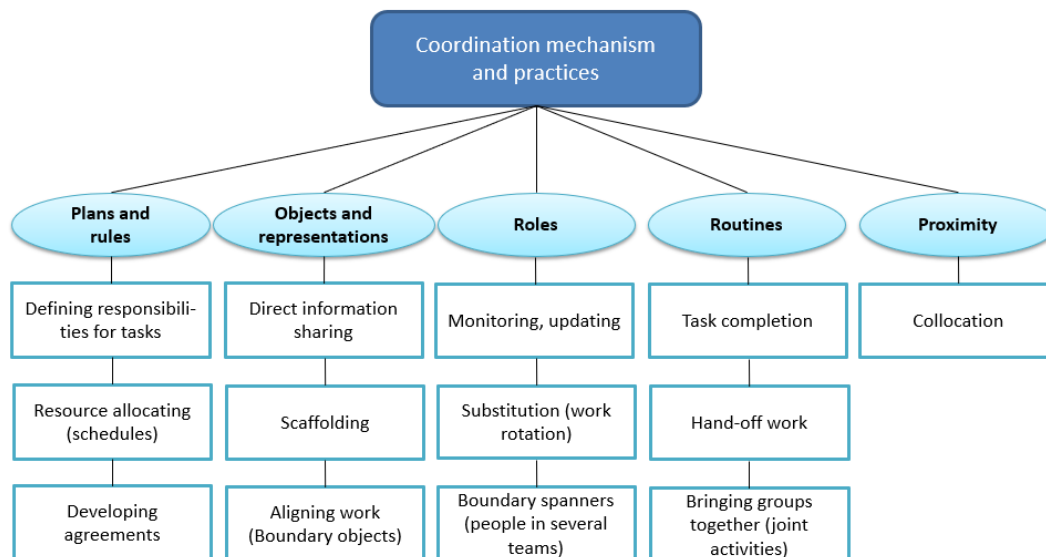 Coordination mechanism
and practices
Plans and
rules
Objects and
representations
Roles
Routines
Proximity
Defining responsibili-
ties for tasks
Direct information
sharing
Monitoring, updating
Task completion
Collocation
Resource allocating
(schedules)
Scaffolding
Substitution (work
rotation)
Hand-off work
Developing
agreements
Aligning work
(Boundary objects)
Boundary spanners
(people in several
teams)
Bringing groups
together (joint
activities)